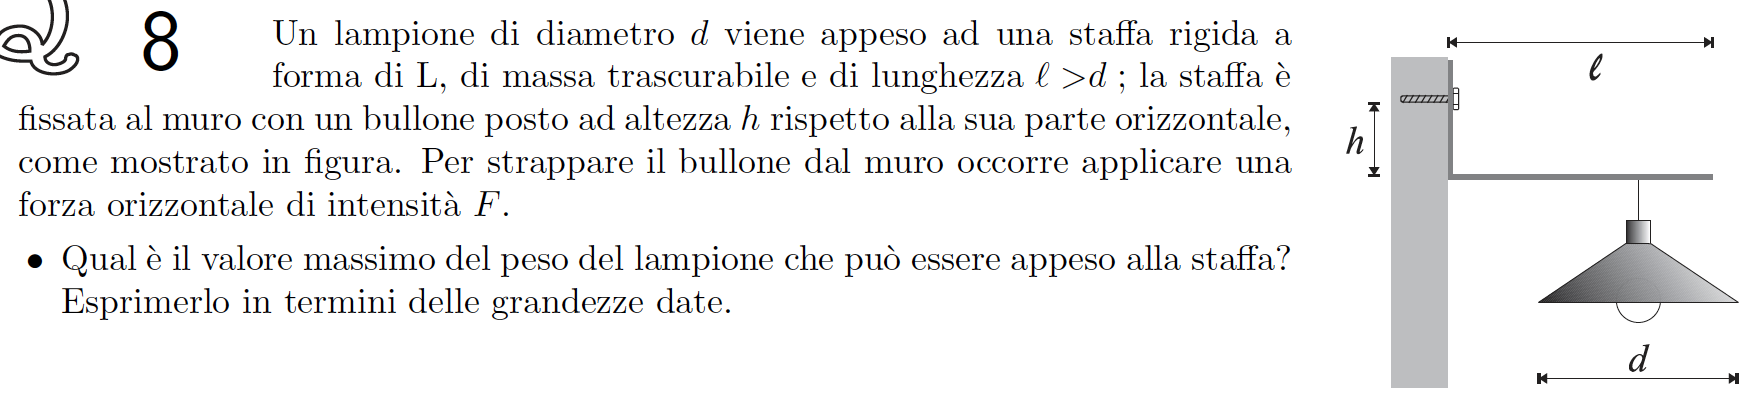 8 Un lampione di diametro d viene appeso ad una staffa rigida a
forma di L, di massa trascurabile e di lunghezza ℓ >d ; la staffa è
fissata al muro con un bullone posto ad altezza h rispetto alla sua parte orizzontale,
come mostrato in figura. Per strappare il bullone dal muro occorre applicare una
forza orizzontale di intensità F.
• Qual è il valore massimo del peso del lampione che può essere appeso alla staffa?
Esprimerlo in termini delle grandezze date.
ℓ
h
d